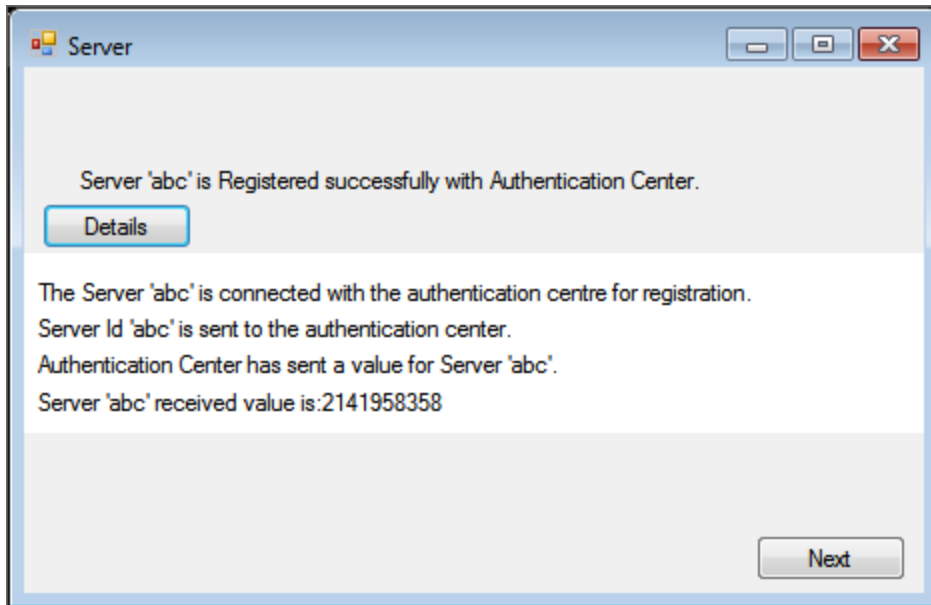 Server
Server 'abc' is Registered successfully with Authentication Center.
Details
The Server 'abc' is connected with the authentication centre for registration.
Server Id 'abc' is sent to the authentication center.
Authentication Center has sent a value for Server 'abc'.
Server 'abc' received value is:2141958358
Next